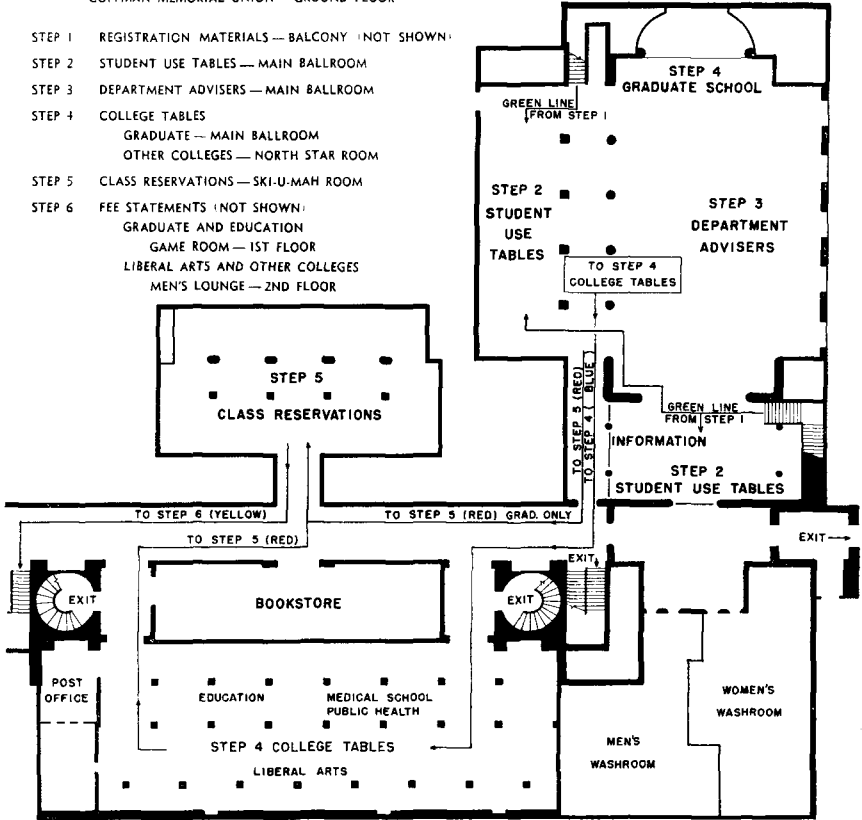 COFFMAN MEMORIAL UNION — GROUND FLOOR
STEP 1 REGISTRATION MATERIALS — BALCONY (NOT SHOWN)
STEP 2 STUDENT USE TABLES — MAIN BALLROOM
STEP 3 DEPARTMENT ADVISERS — MAIN BALLROOM
STEP 4 COLLEGE TABLES
GRADUATE — MAIN BALLROOM
OTHER COLLEGES — NORTH STAR ROOM
STEP 5 CLASS RESERVATIONS — SKI-U-MAH ROOM
STEP 6 FEE STATEMENTS (NOT SHOWN)
GRADUATE AND EDUCATION
GAME ROOM — 1ST FLOOR
LIBERAL ARTS AND OTHER COLLEGES
MEN'S LOUNGE — 2ND FLOOR
STEP 4
GRADUATE SCHOOL
GREEN LINE
FROM STEP 1
STEP 2
STUDENT
USE
TABLES
STEP 3
DEPARTMENT
ADVISERS
TO STEP 4
COLLEGE TABLES
STEP 5
CLASS RESERVATIONS
TO STEP 5 (RED)
TO STEP 4 (BLUE)
GREEN LINE
FROM STEP 1
INFORMATION
STEP 2
STUDENT USE TABLES
TO STEP 6 (YELLOW)
TO STEP 5 (RED) GRAD. ONLY
TO STEP 5 (RED)
EXIT
EXIT
EXIT
BOOKSTORE
EXIT
POST
OFFICE
EDUCATION
MEDICAL SCHOOL
PUBLIC HEALTH
STEP 4 COLLEGE TABLES
LIBERAL ARTS
WOMEN'S
WASHROOM
MEN'S
WASHROOM